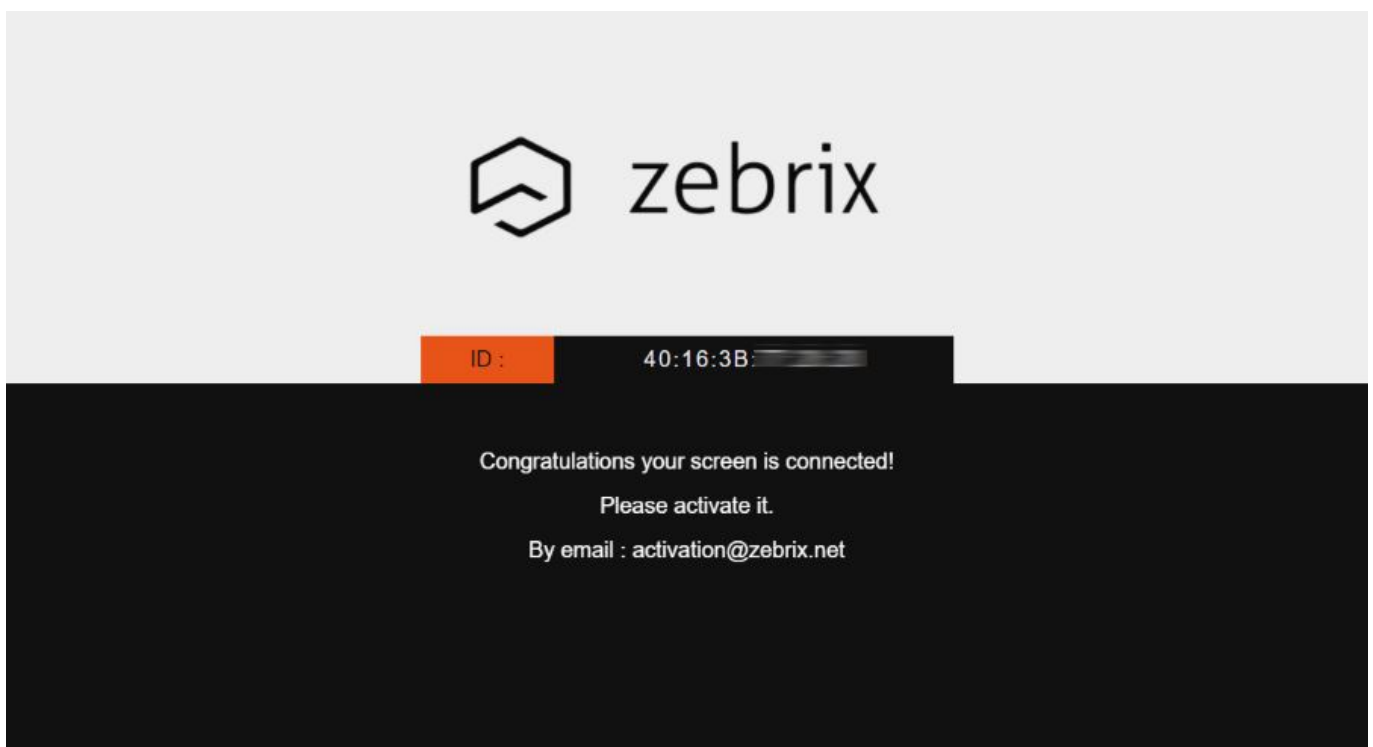 zebrix
ID : 40:16:3B:
Congratulations your screen is connected!
Please activate it.
By email : activation@zebrix.net